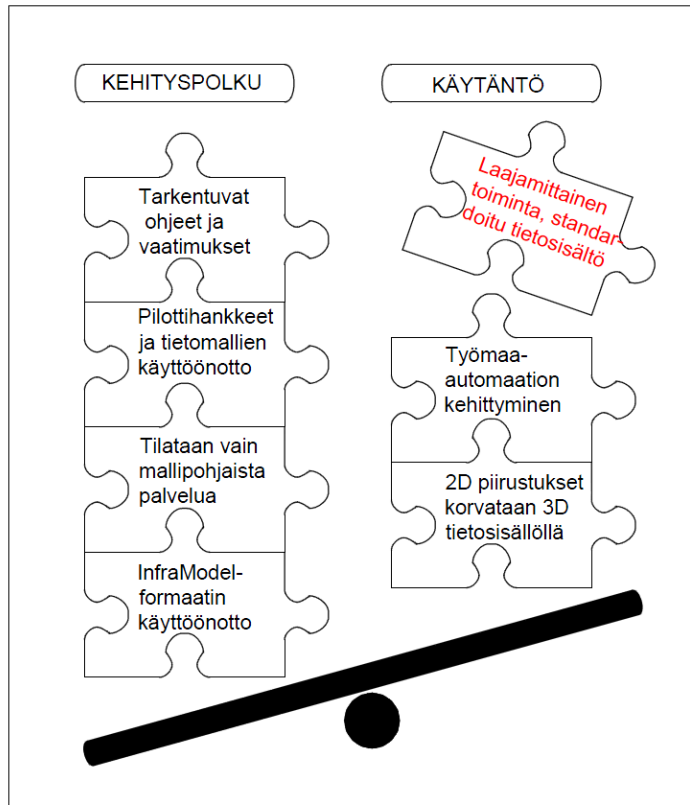 KEHITYSPOLKU
Tarkentuvat
ohjeet ja
vaatimukset
Pilottihankkeet
ja tietomallien
käyttöönotto
Tilataan vain
mallipohjaista
palvelua
InfraModel-
formaatin
käyttöönotto
KÄYTÄNTÖ
Laajamittainen
toiminta, standar-
doitu tietosisältö
Työmaa-
automaation
kehittyminen
2D piirustukset
korvataan 3D
tietosisällöllä